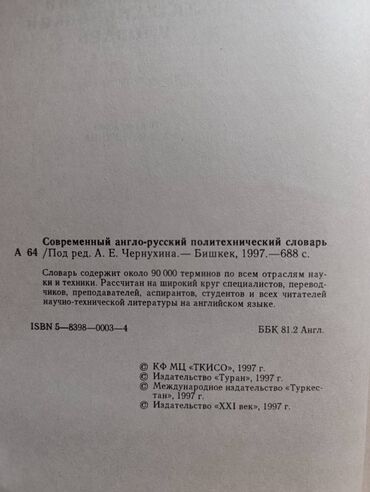 Современный англо-русский политехнический словарь
А 64 /Под ред. А. Е. Чернухина.— Бишкек, 1997.—688 с.
Словарь содержит около 90 000 терминов по всем отраслям нау-
ки и техники. Рассчитан на широкий круг специалистов, перевод-
чиков, преподавателей, аспирантов, студентов и всех читателей
научно-технической литературы на английском языке.
ISBN 5—8398—0003—4 ББК 81.2 Англ.
© КФ МЦ «ТКИСО», 1997 г.
© Издательство «Туран», 1997 г.
© Международное издательство «Туркес-
тан», 1997 г.
© Издательство «XXI век», 1997 г.